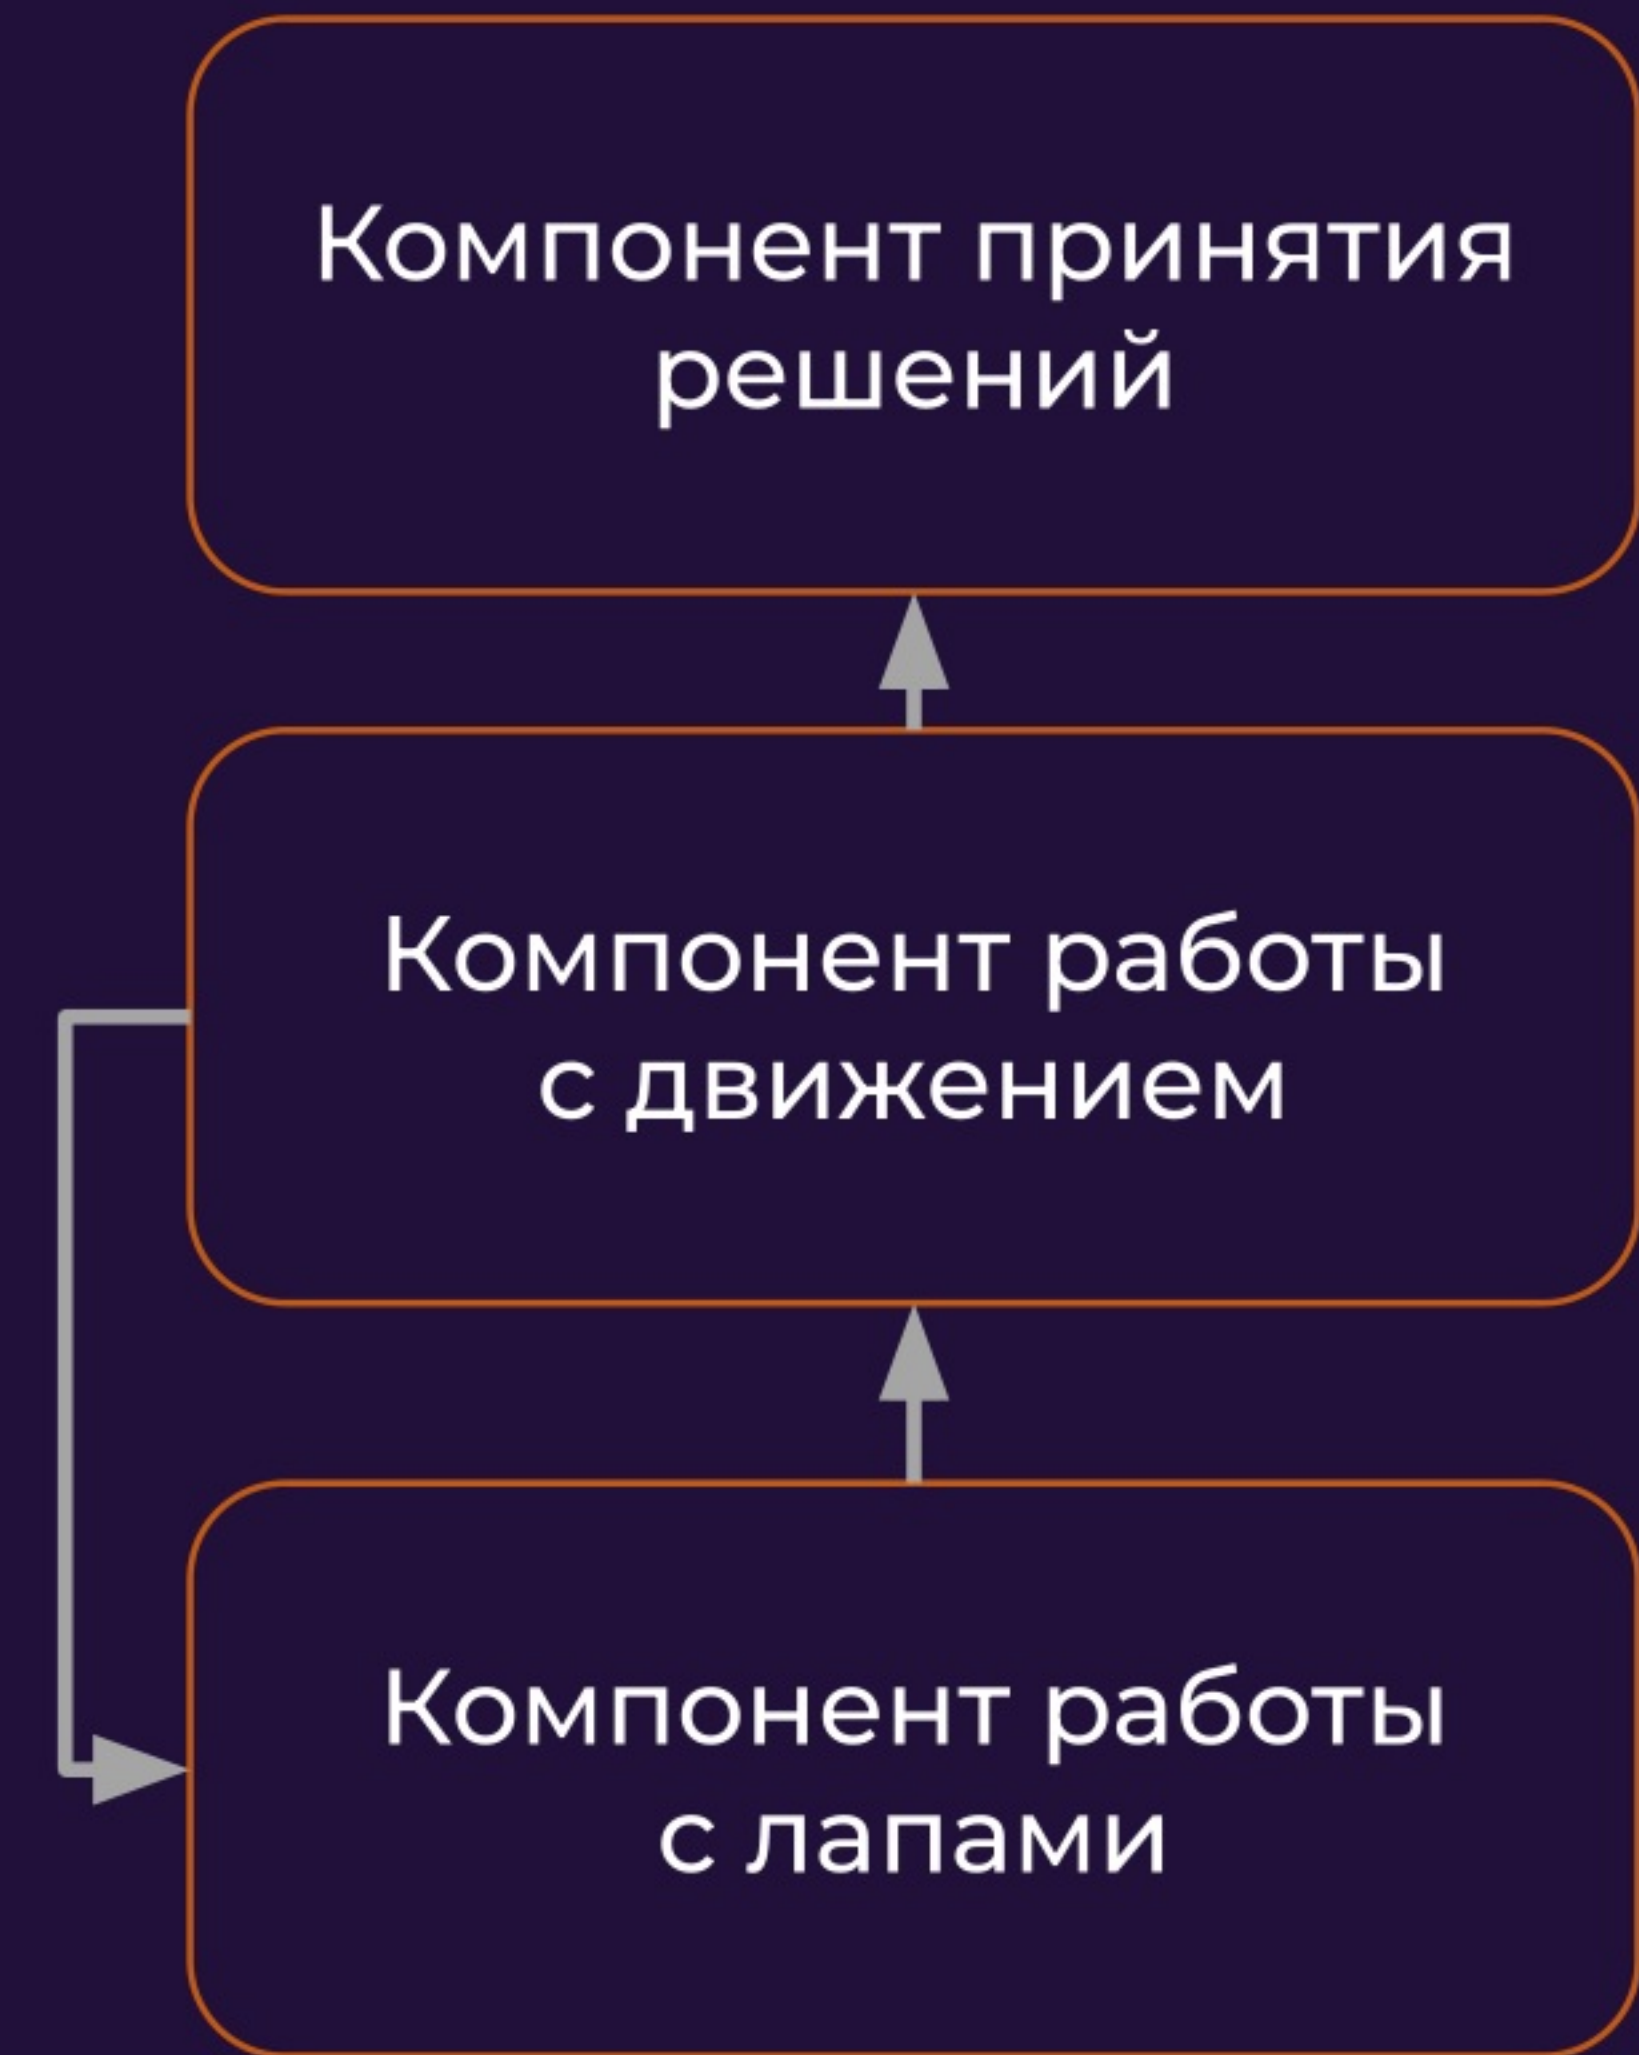 Компонент принятия
решений
Компонент работы
с движением
Компонент работы
с лапами